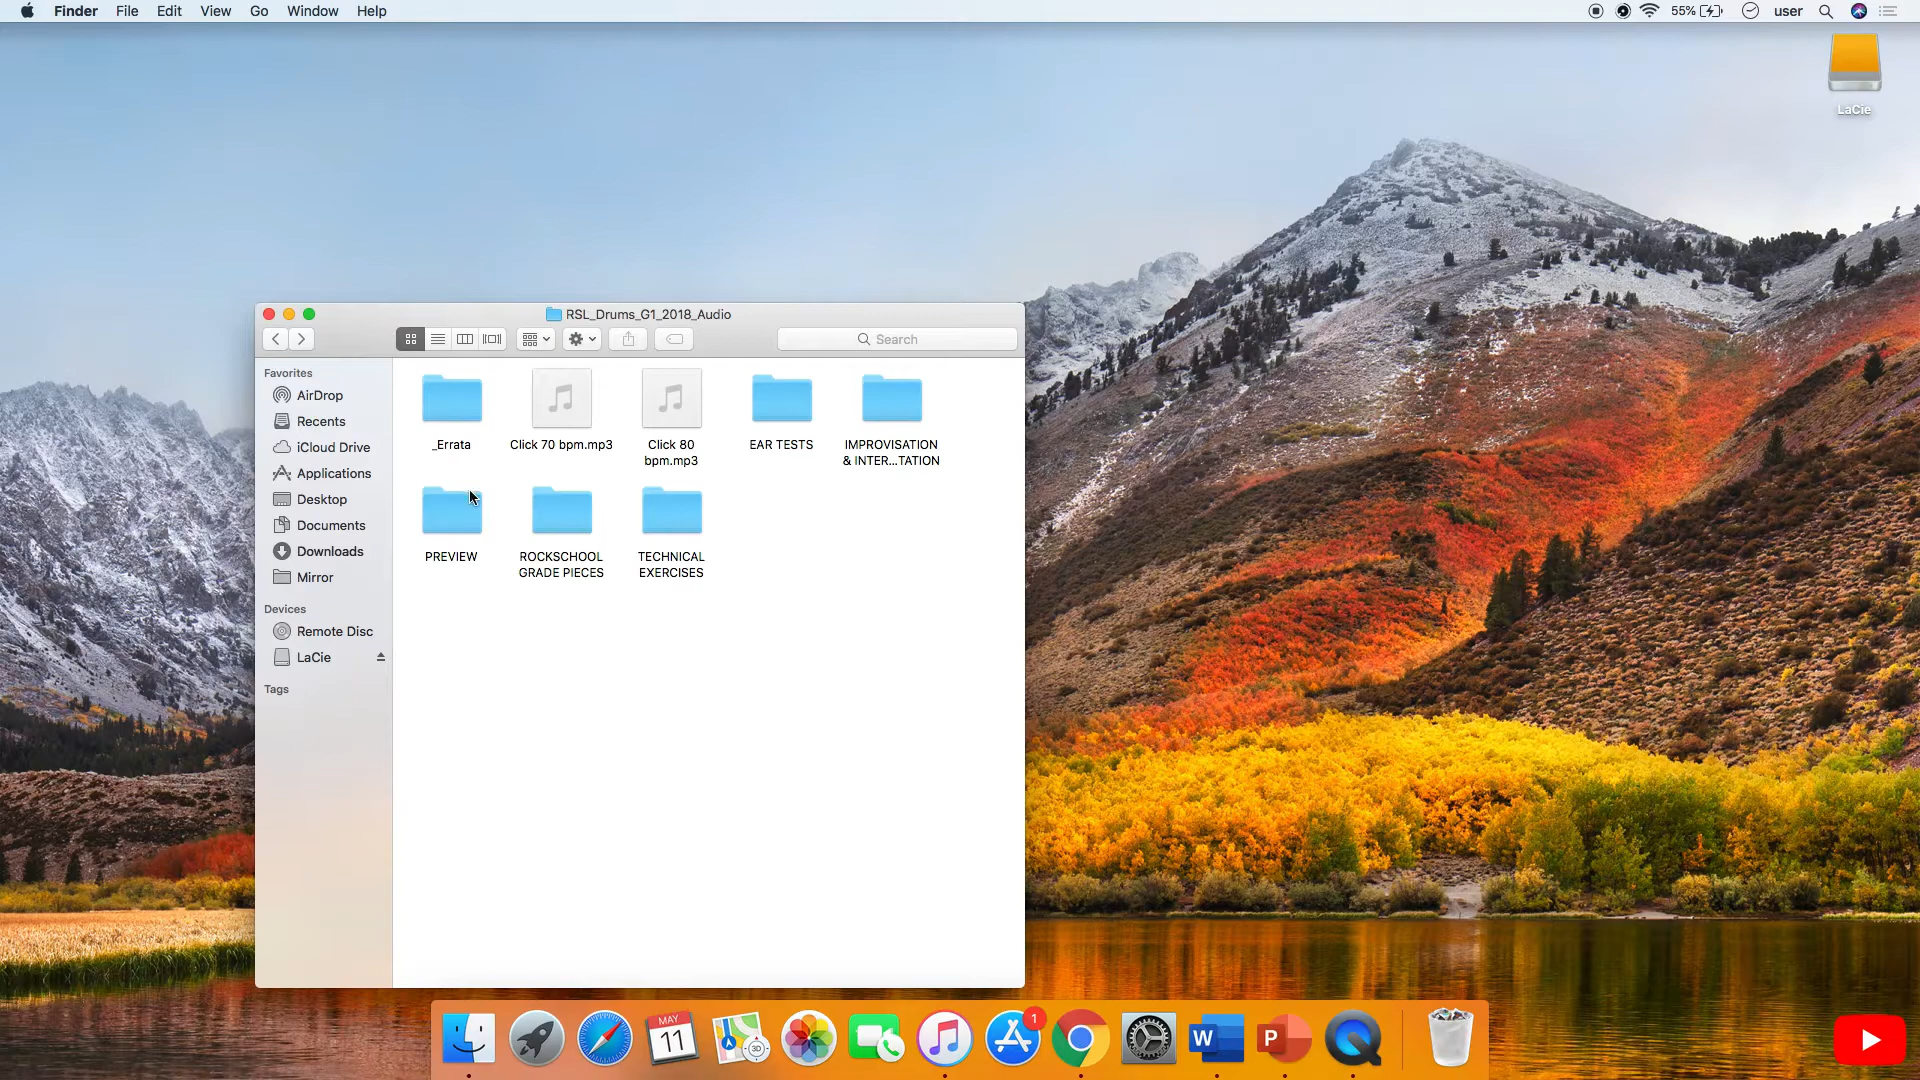 Finder File Edit View Go Window Help
55% user
LaCie
RSL_Drums_G1_2018_Audio
Search
Favorites
AirDrop
Recents
iCloud Drive
Applications
Desktop
Documents
Downloads
Mirror
Devices
Remote Disc
LaCie
Tags
_Errata
Click 70 bpm.mp3
Click 80
bpm.mp3
EAR TESTS
IMPROVISATION
& INTER...TATION
PREVIEW
ROCKSCHOOL
GRADE PIECES
TECHNICAL
EXERCISES
MAY
11
3D
1
W
P